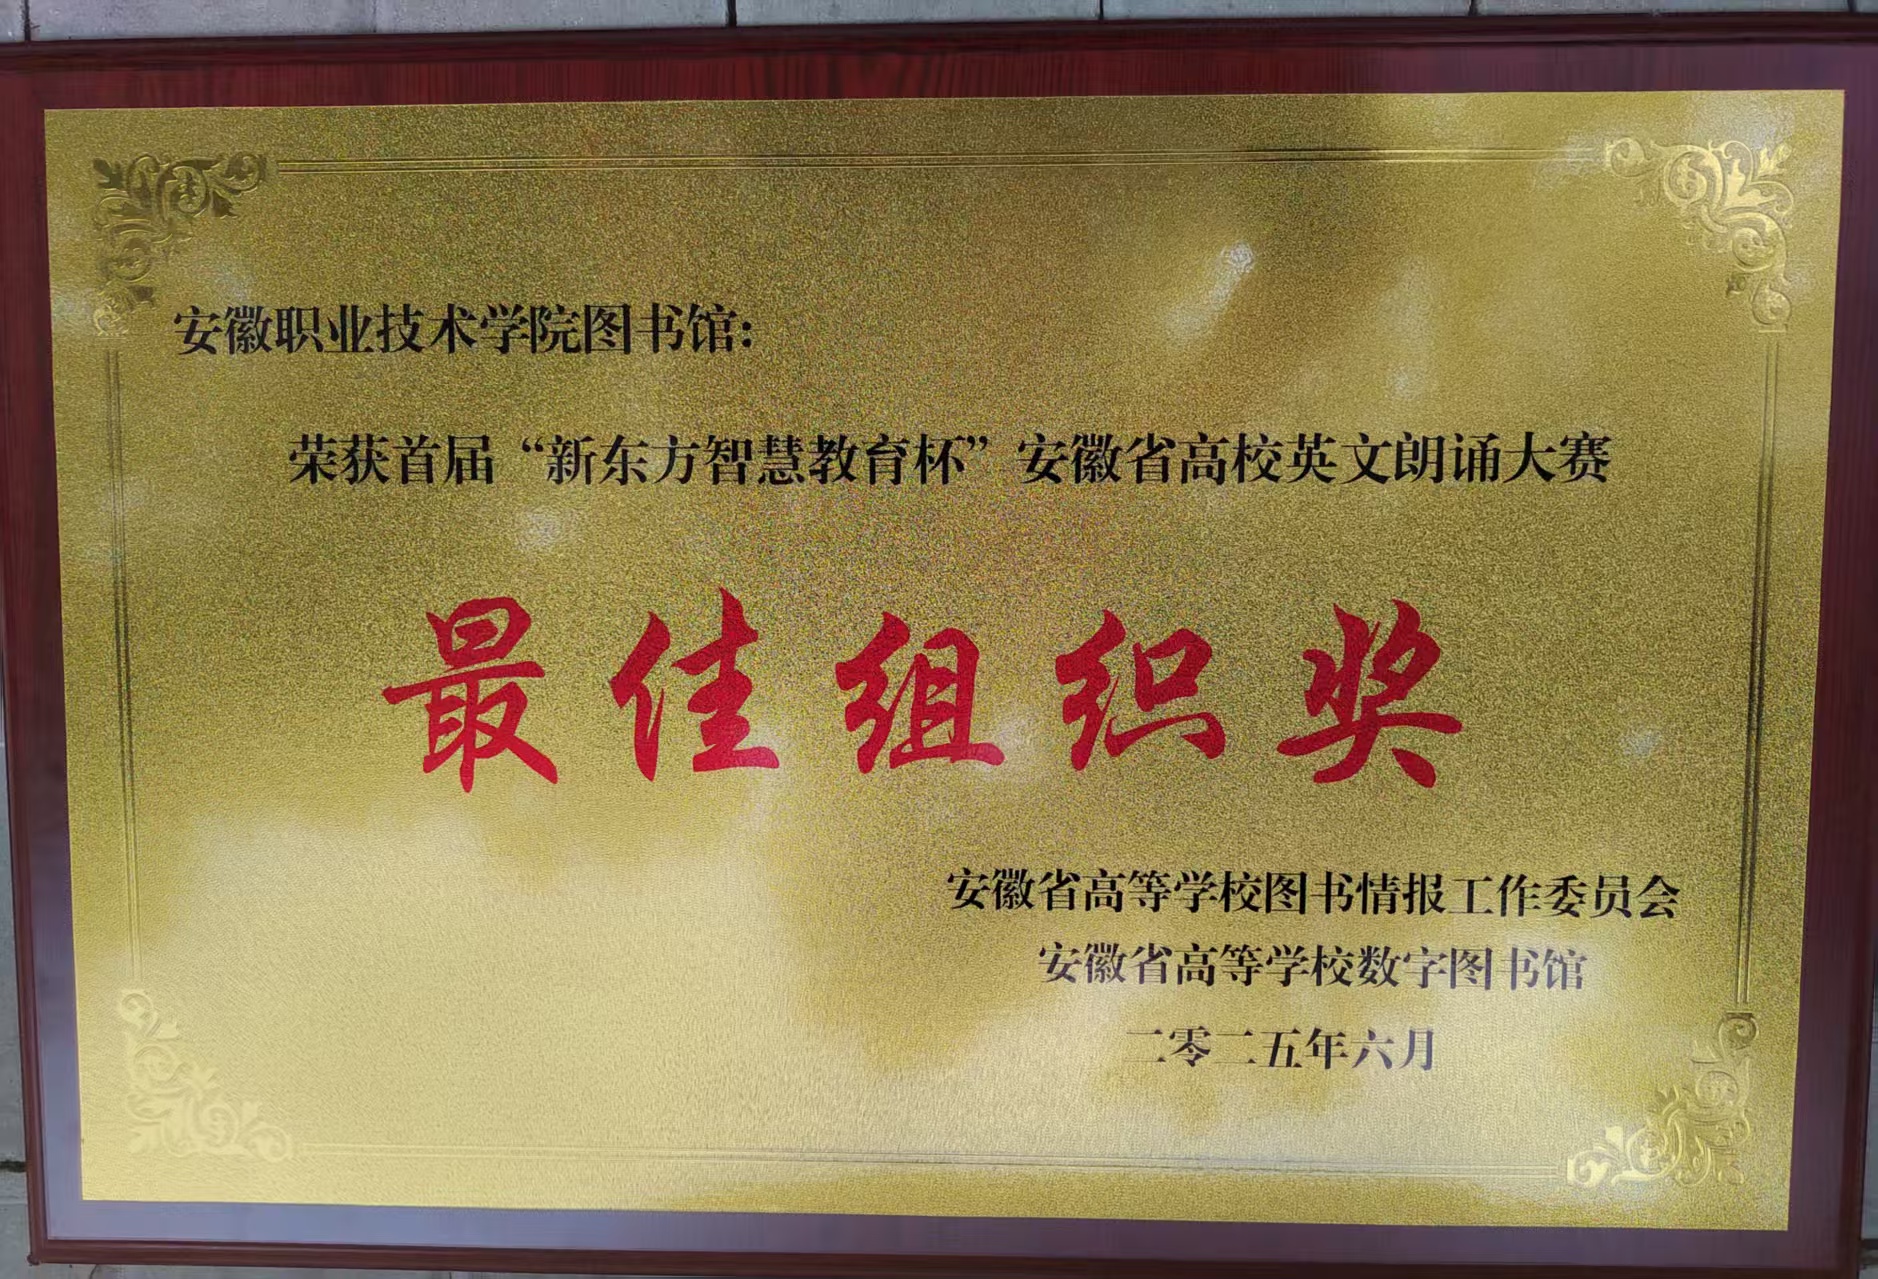 安徽职业技术学院图书馆:
荣获首届“新东方智慧教育杯”安徽省高校英文朗诵大赛
最佳组织奖
安徽省高等学校图书情报工作委员会
安徽省高等学校数字图书馆
二零二五年六月